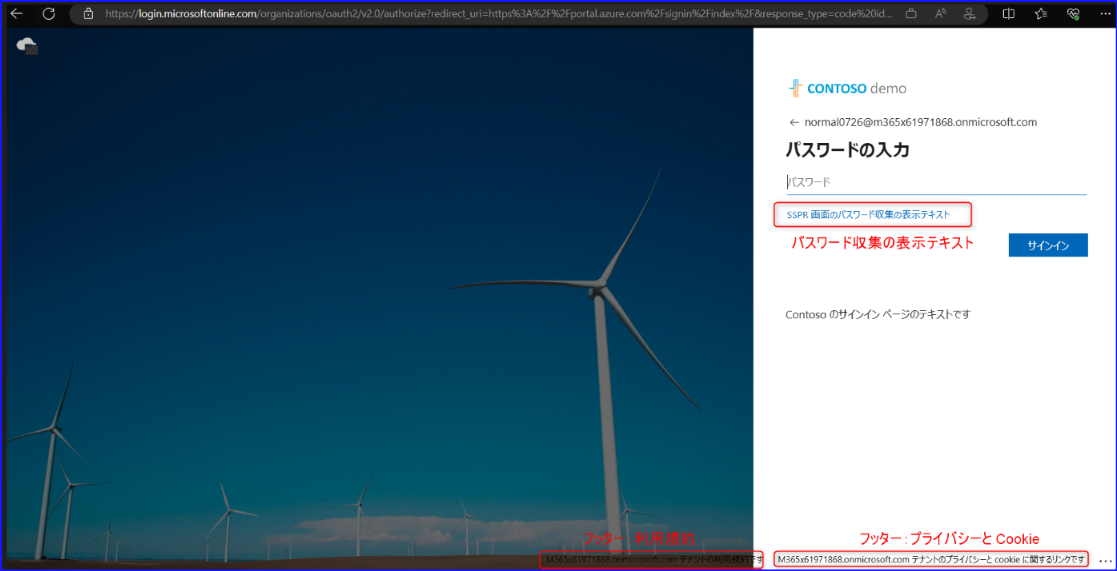 https://login.microsoftonline.com/organizations/oauth2/v2.0/authorize?redirect_uri=https%3A%2F%2Fportal.azure.com%2Fsignin%2Findex%2F&response_type=code%20id...
CONTOSO demo
← normal0726@m365x61971868.onmicrosoft.com
パスワードの入力
パスワード
SSPR 画面のパスワード収集の表示テキスト
パスワード収集の表示テキスト
サインイン
Contoso のサインイン ページのテキストです
フッター：利用規約
フッター：プライバシーと Cookie
M365x61971868.onmicrosoft.com テナントの利用規約です
M365x61971868.onmicrosoft.com テナントのプライバシーと cookie に関するリンクです